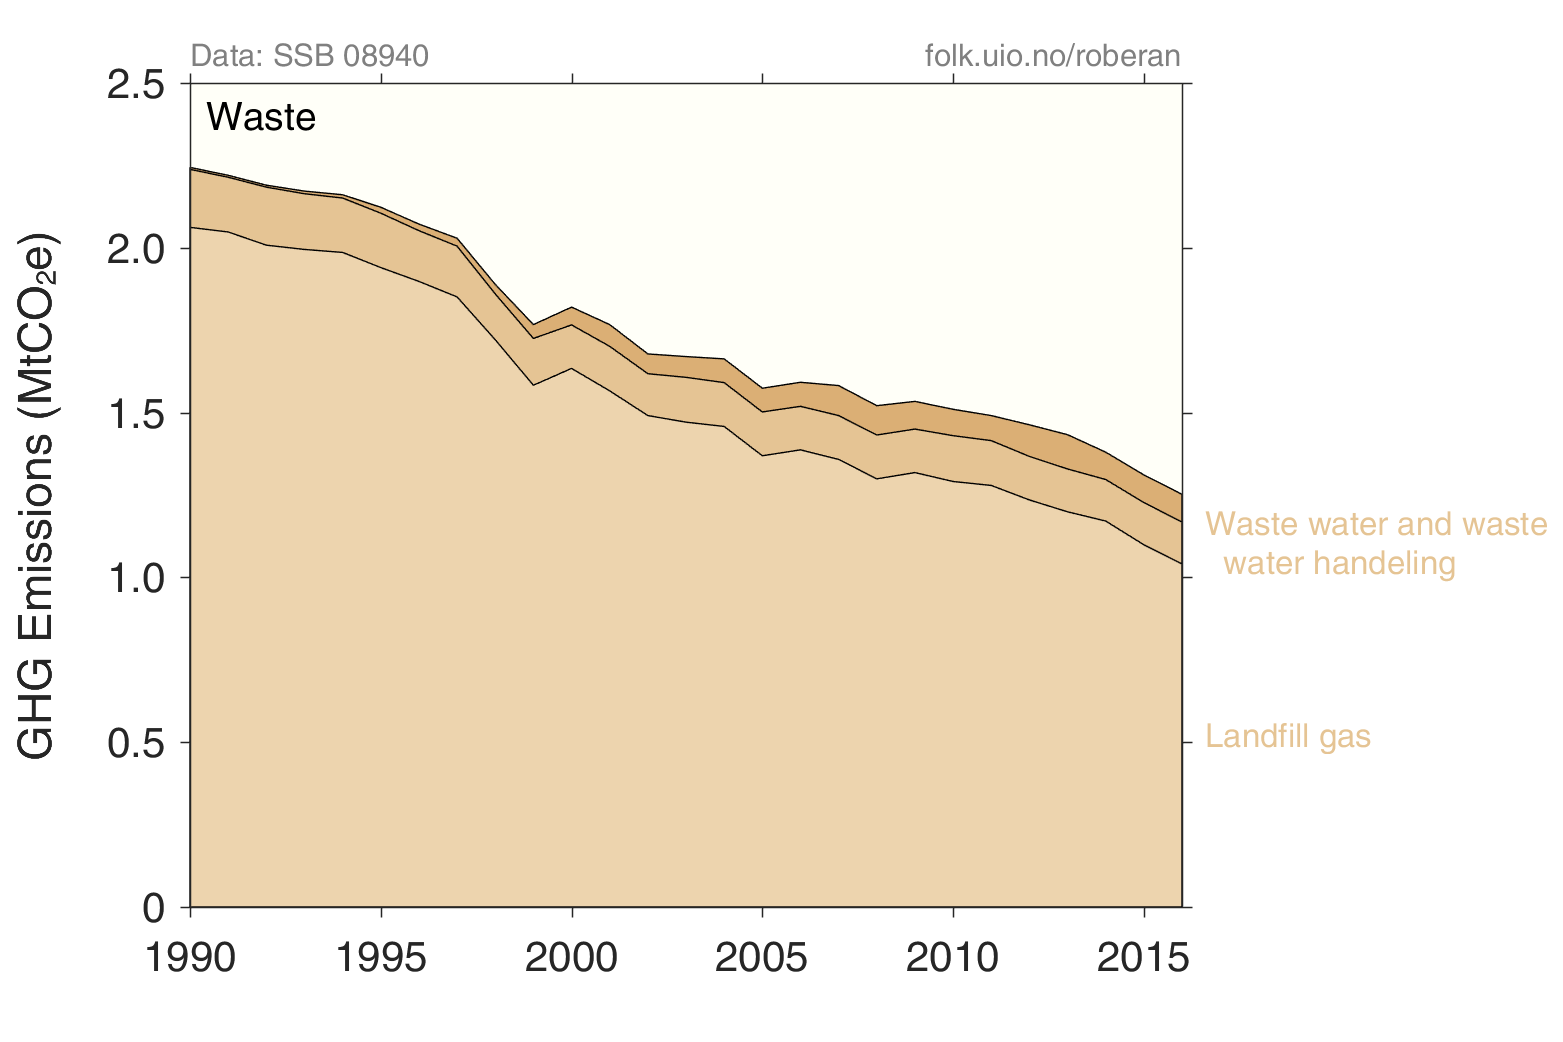 Data: SSB 08940
folk.uio.no/roberan
Waste
GHG Emissions (MtCO₂e)
2.5
2.0
1.5
1.0
0.5
0
1990
1995
2000
2005
2010
2015
Waste water and waste
water handeling
Landfill gas